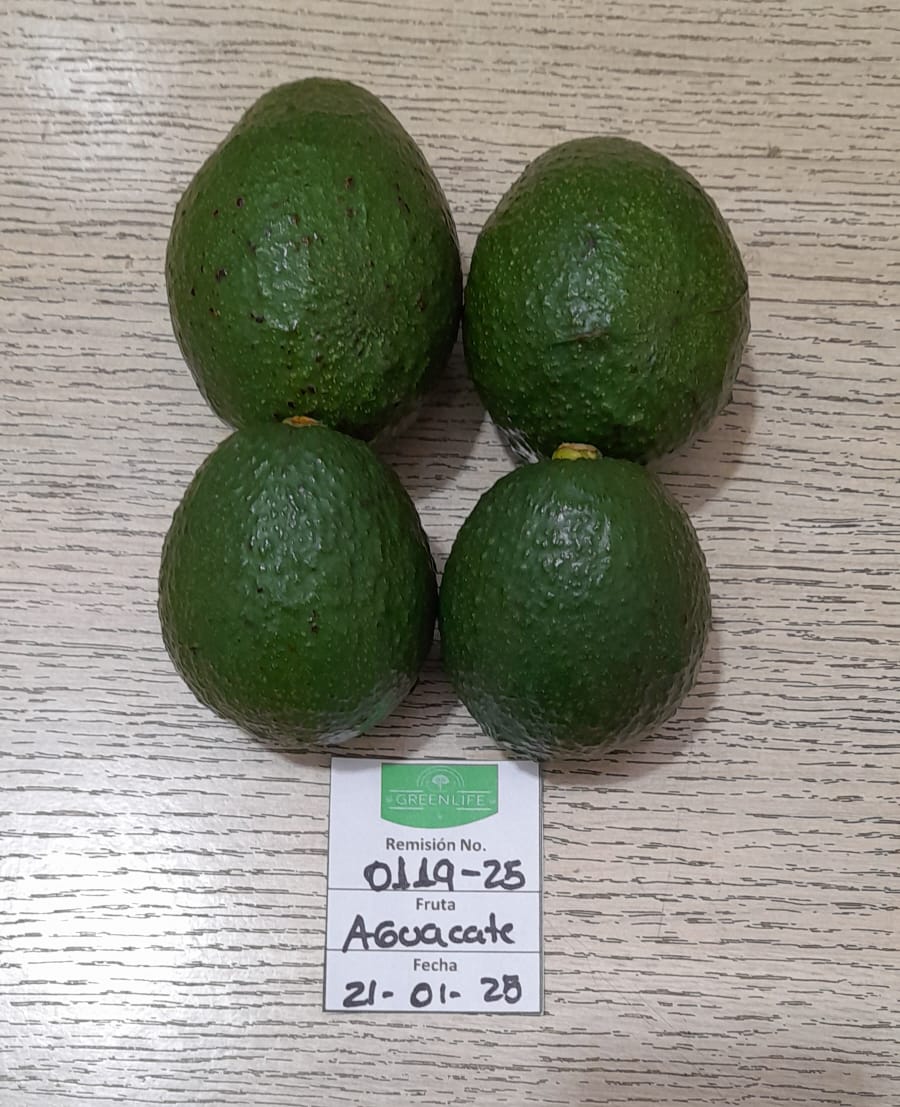 GREENLIFE
Remisión No.
0119-25
Fruta
AGuacate
Fecha
21-01-25